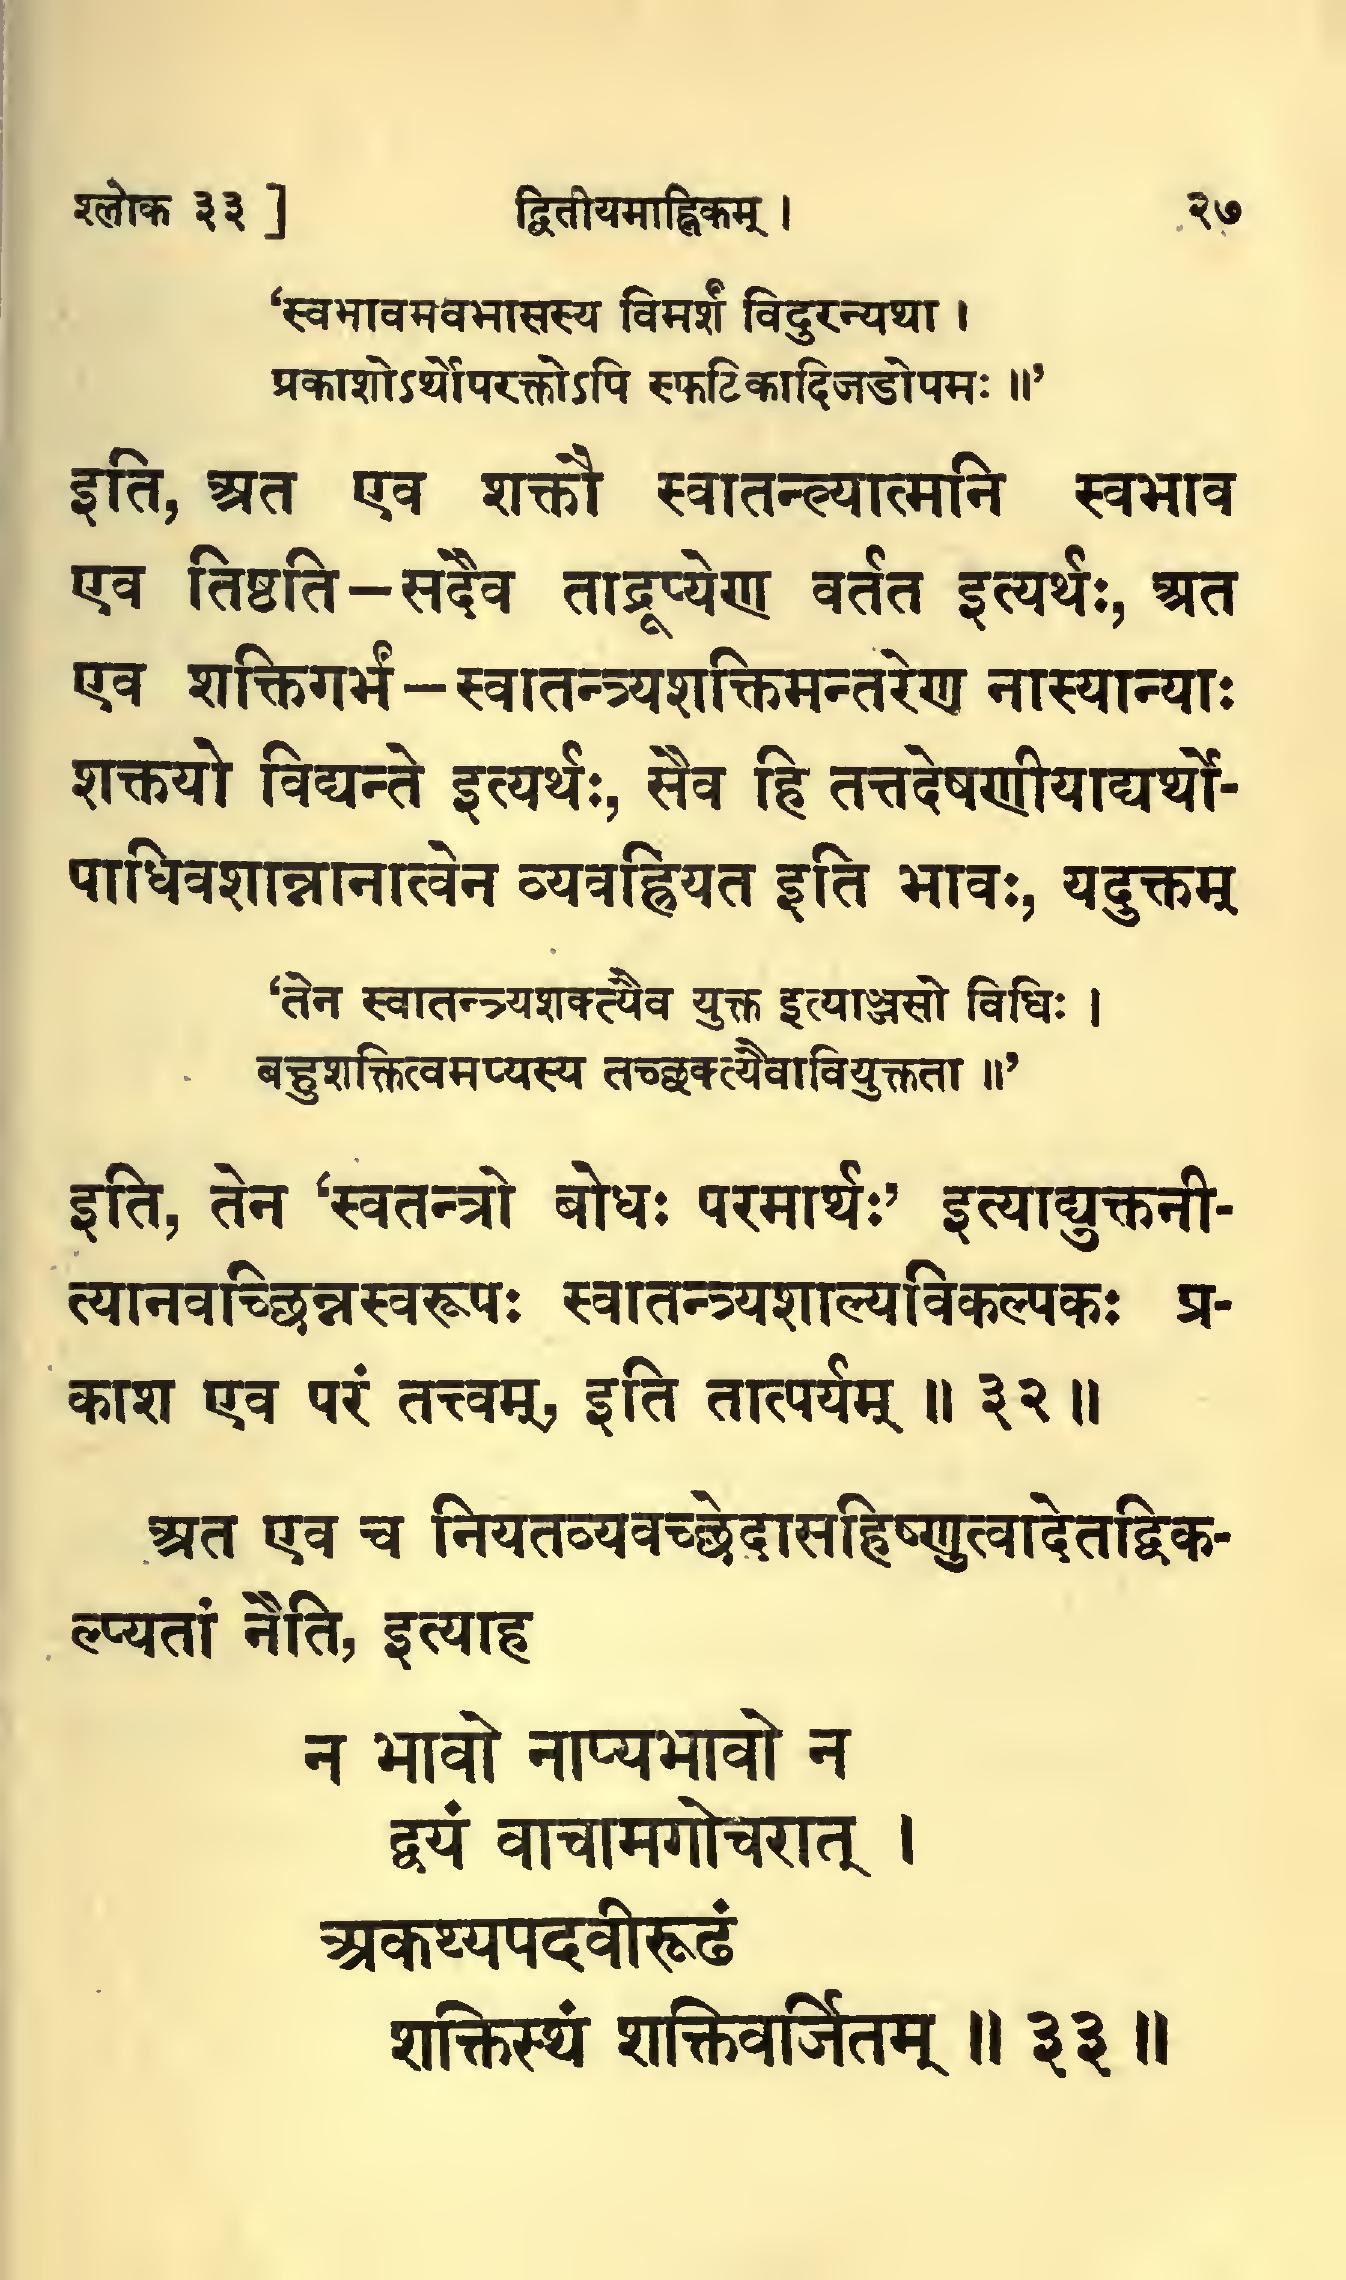 श्लोक ३३ ] द्वितीयमाह्निकम् । २७
‘स्वभावमवभासस्य विमर्शं विदुरन्यथा ।
प्रकाशोऽर्थोपरक्तोऽपि स्फटिकादिजडोपमः ॥’
इति, अत एव शक्तौ स्वातन्त्र्यात्मनि स्वभाव
एव तिष्ठति–सदैव ताद्रूप्येण वर्तत इत्यर्थः, अत
एव शक्तिगर्भं–स्वातन्त्र्यशक्तिमन्तरेण नास्यान्याः
शक्तयो विद्यन्ते इत्यर्थः, सैव हि तत्तदेषणीयाद्यर्थो-
पाधिवशान्नानात्वेन व्यवह्रियत इति भावः, यदुक्तम्
‘तेन स्वातन्त्र्यशक्त्यैव युक्त इत्याञ्जसो विधिः ।
बहुशक्तित्वमप्यस्य तच्छक्त्यैवावियुक्तता ॥’
इति, तेन ‘स्वतन्त्रो बोधः परमार्थः’ इत्याद्युक्तनी-
त्यानवच्छिन्नस्वरूपः स्वातन्त्र्यशाल्यविकल्पकः प्र-
काश एव परं तत्त्वम्, इति तात्पर्यम् ॥ ३२ ॥
अत एव च नियतव्यवच्छेदासहिष्णुत्वादेतद्विक-
ल्प्यतां नैति, इत्याह
न भावो नाप्यभावो न
द्वयं वाचामगोचरात् ।
अकथ्यपदवीरूढं
शक्तिस्थं शक्तिवर्जितम् ॥ ३३ ॥